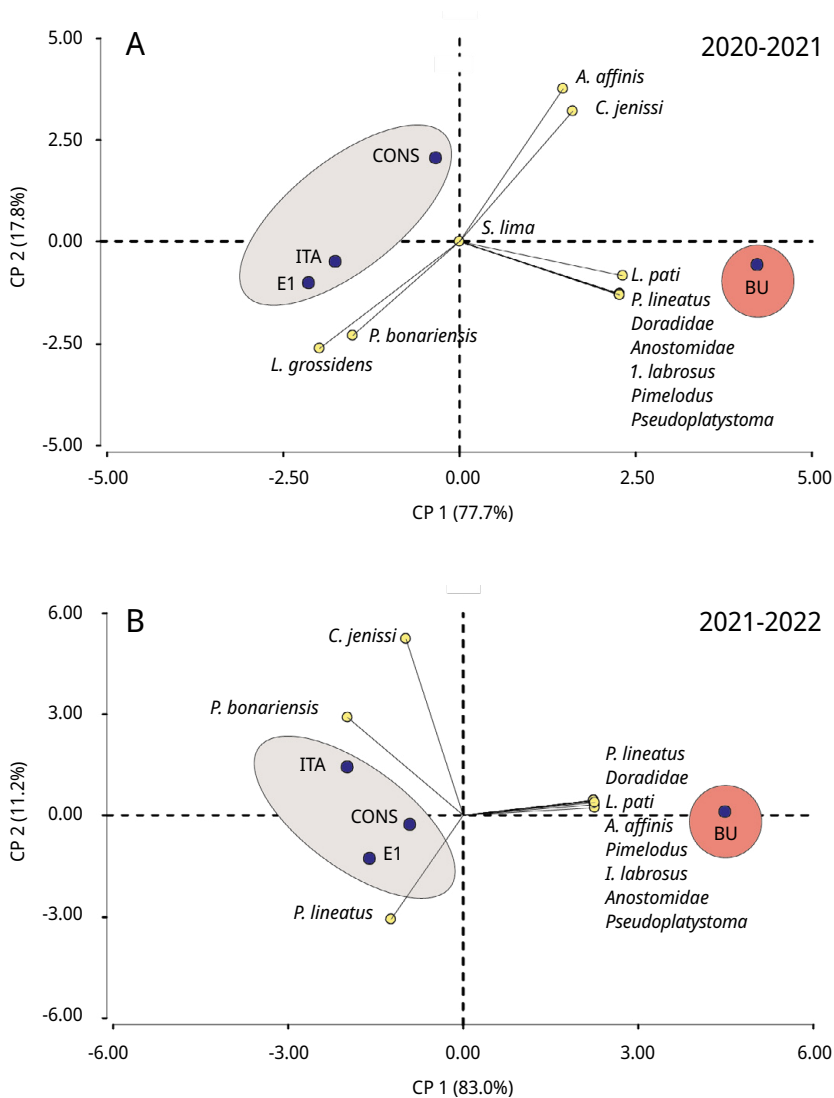 A
2020-2021
5.00
2.50
0.00
-2.50
-5.00
CP 2 (17.8%)
A. affinis
C. jenissi
CONS
S. lima
ITA
E1
L. pati
BU
P. lineatus
Doradidae
Anostomidae
1. labrosus
Pimelodus
Pseudoplatystoma
P. bonariensis
L. grossidens
-5.00
-2.50
0.00
2.50
5.00
CP 1 (77.7%)
B
2021-2022
6.00
3.00
0.00
-3.00
-6.00
CP 2 (11.2%)
C. jenissi
P. bonariensis
ITA
CONS
E1
P. lineatus
P. lineatus
Doradidae
L. pati
A. affinis
Pimelodus
I. labrosus
Anostomidae
Pseudoplatystoma
BU
-6.00
-3.00
0.00
3.00
6.00
CP 1 (83.0%)